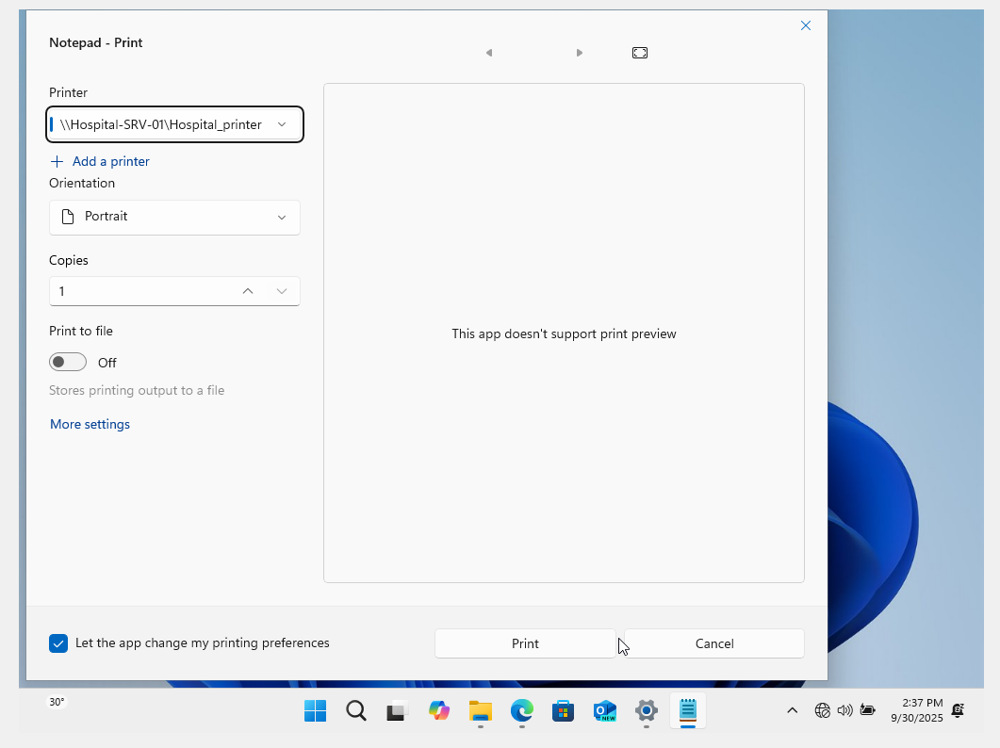 Notepad - Print
Printer
\\Hospital-SRV-01\Hospital_printer
Add a printer
Orientation
Portrait
Copies
1
Print to file
Off
Stores printing output to a file
More settings
This app doesn't support print preview
Let the app change my printing preferences
Print
Cancel
30°
NEW
2:37 PM
9/30/2025